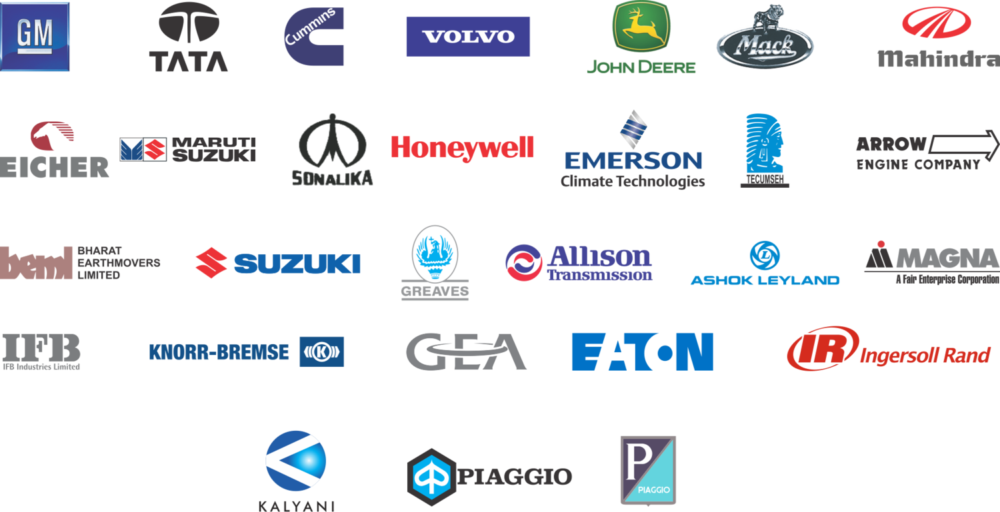 GM
TATA
Cummins
VOLVO
JOHN DEERE
Mack
Mahindra
EICHER
MARUTI
SUZUKI
SONALIKA
Honeywell
EMERSON
Climate Technologies
TECUMSEH
ARROW
ENGINE COMPANY
beml
BHARAT
EARTHMOVERS
LIMITED
SUZUKI
GREAVES
Allison
Transmission
L
ASHOK LEYLAND
MAGNA
A Fair Enterprise Corporation
IFB
IFB Industries Limited
KNORR-BREMSE
K
GEA
EATON
IR
Ingersoll Rand
KALYANI
PIAGGIO
P
PIAGGIO